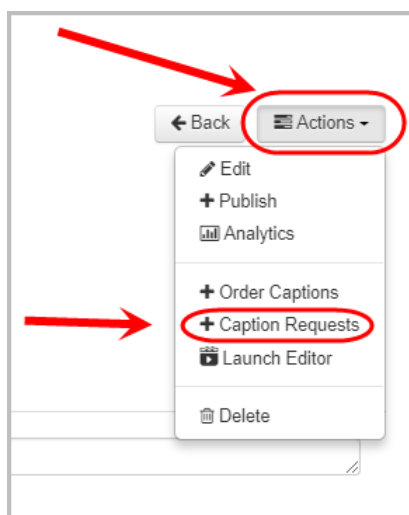 Back Actions
Edit
Publish
Analytics
Order Captions
Caption Requests
Launch Editor
Delete